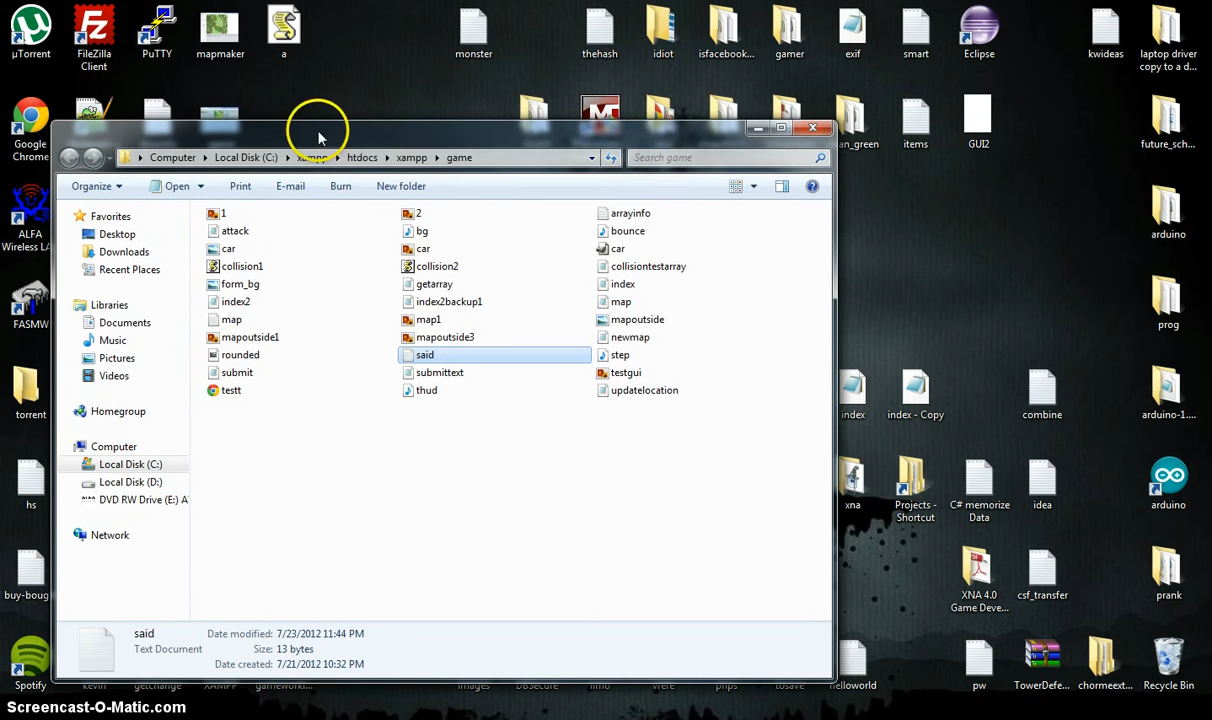 µTorrent
FileZilla
Client
PuTTY
mapmaker
a
monster
thehash
idiot
isfacebook...
gamer
exif
smart
Eclipse
kwideas
laptop driver
copy to a d...
Google
Chrome
an_green
items
GUI2
future_sch...
Computer
Local Disk (C:)
xampp
htdocs
xampp
game
Search game
Organize
Open
Print
E-mail
Burn
New folder
Favorites
Desktop
Downloads
Recent Places
Libraries
Documents
Music
Pictures
Videos
Homegroup
Computer
Local Disk (C:)
Local Disk (D:)
DVD RW Drive (E:) A
Network
1
2
arrayinfo
attack
bg
bounce
car
car
car
collision1
collision2
collisiontestarray
form_bg
getarray
index
index2
index2backup1
map
map
map1
mapoutside
mapoutside1
mapoutside3
newmap
rounded
said
step
submit
submittext
testgui
testt
thud
updatelocation
said
Text Document
Date modified: 7/23/2012 11:44 PM
Size: 13 bytes
Date created: 7/21/2012 10:32 PM
ALFA
Wireless LA
arduino
FASMW
prog
torrent
index
index - Copy
combine
arduino-1....
hs
xna
Projects -
Shortcut
C# memorize
Data
idea
arduino
buy-boug
XNA 4.0
Game Deve...
csf_transfer
prank
Spotify
kevin
getchange
XAMPP
images
DBSecure
limo
vrere
phps
tosave
helloworld
pw
TowerDefe...
chormeext...
Recycle Bin
Screencast-O-Matic.com